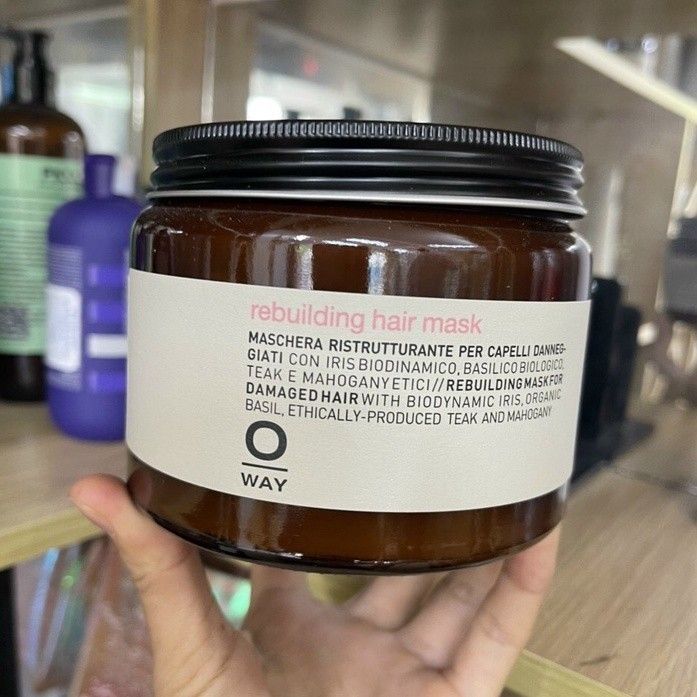 rebuilding hair mask
MASCHERA RISTRUTTURANTE PER CAPELLI DANNEG-
GIATI CON IRIS BIODINAMICO, BASILICO BIOLOGICO,
TEAK E MAHOGANY ETICI//REBUILDING MASK FOR
DAMAGED HAIR WITH BIODYNAMIC IRIS, ORGANIC
BASIL, ETHICALLY-PRODUCED TEAK AND MAHOGANY
O
WAY